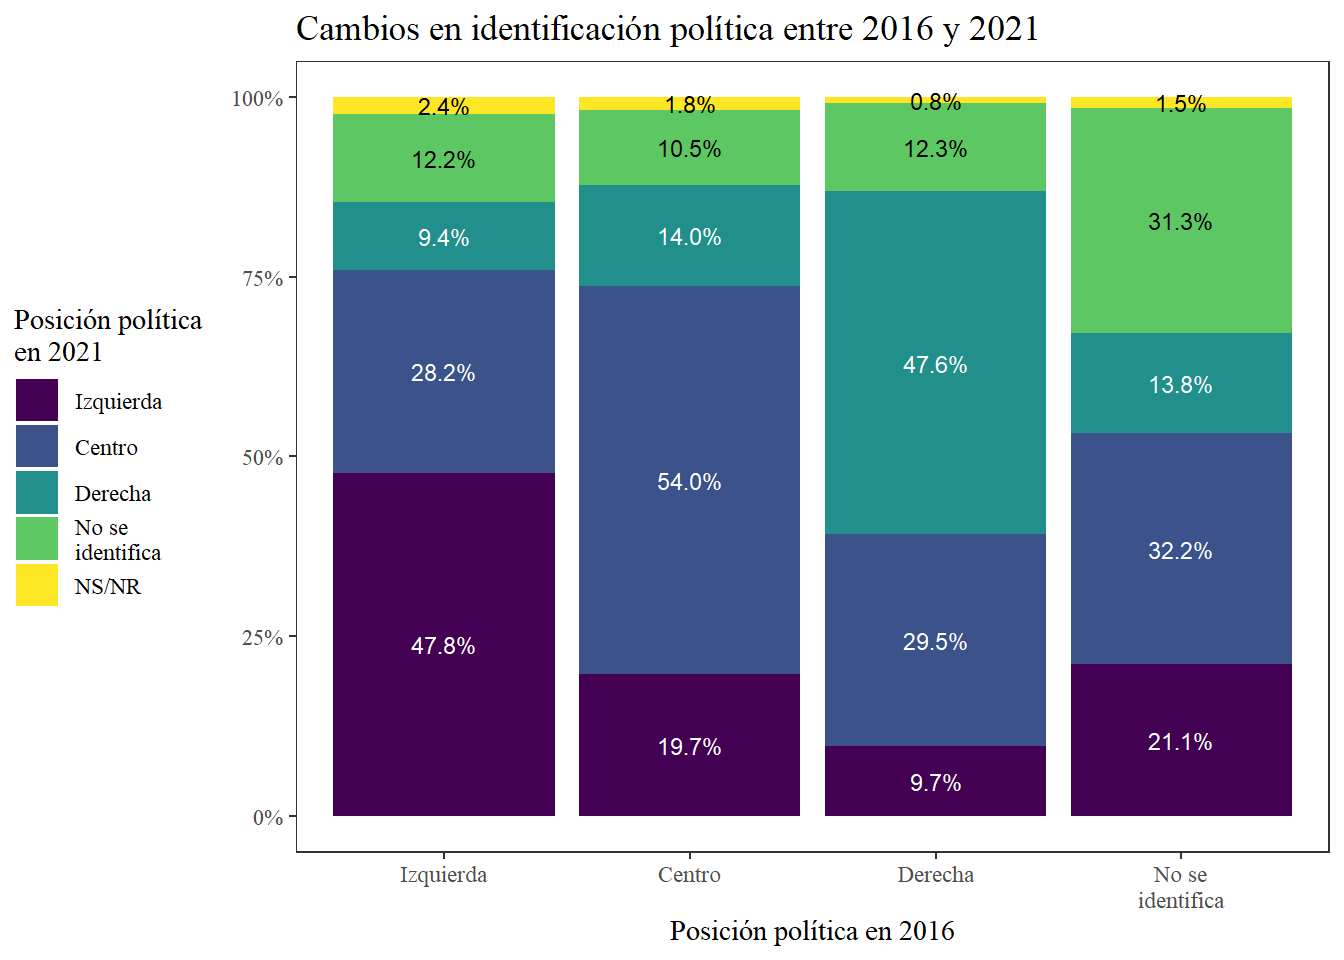 Cambios en identificación política entre 2016 y 2021
Posición política
en 2021
Izquierda
Centro
Derecha
No se
identifica
NS/NR
100%
75%
50%
25%
0%
2.4%
12.2%
9.4%
28.2%
47.8%
1.8%
10.5%
14.0%
54.0%
19.7%
0.8%
12.3%
47.6%
29.5%
9.7%
1.5%
31.3%
13.8%
32.2%
21.1%
Izquierda
Centro
Derecha
No se
identifica
Posición política en 2016